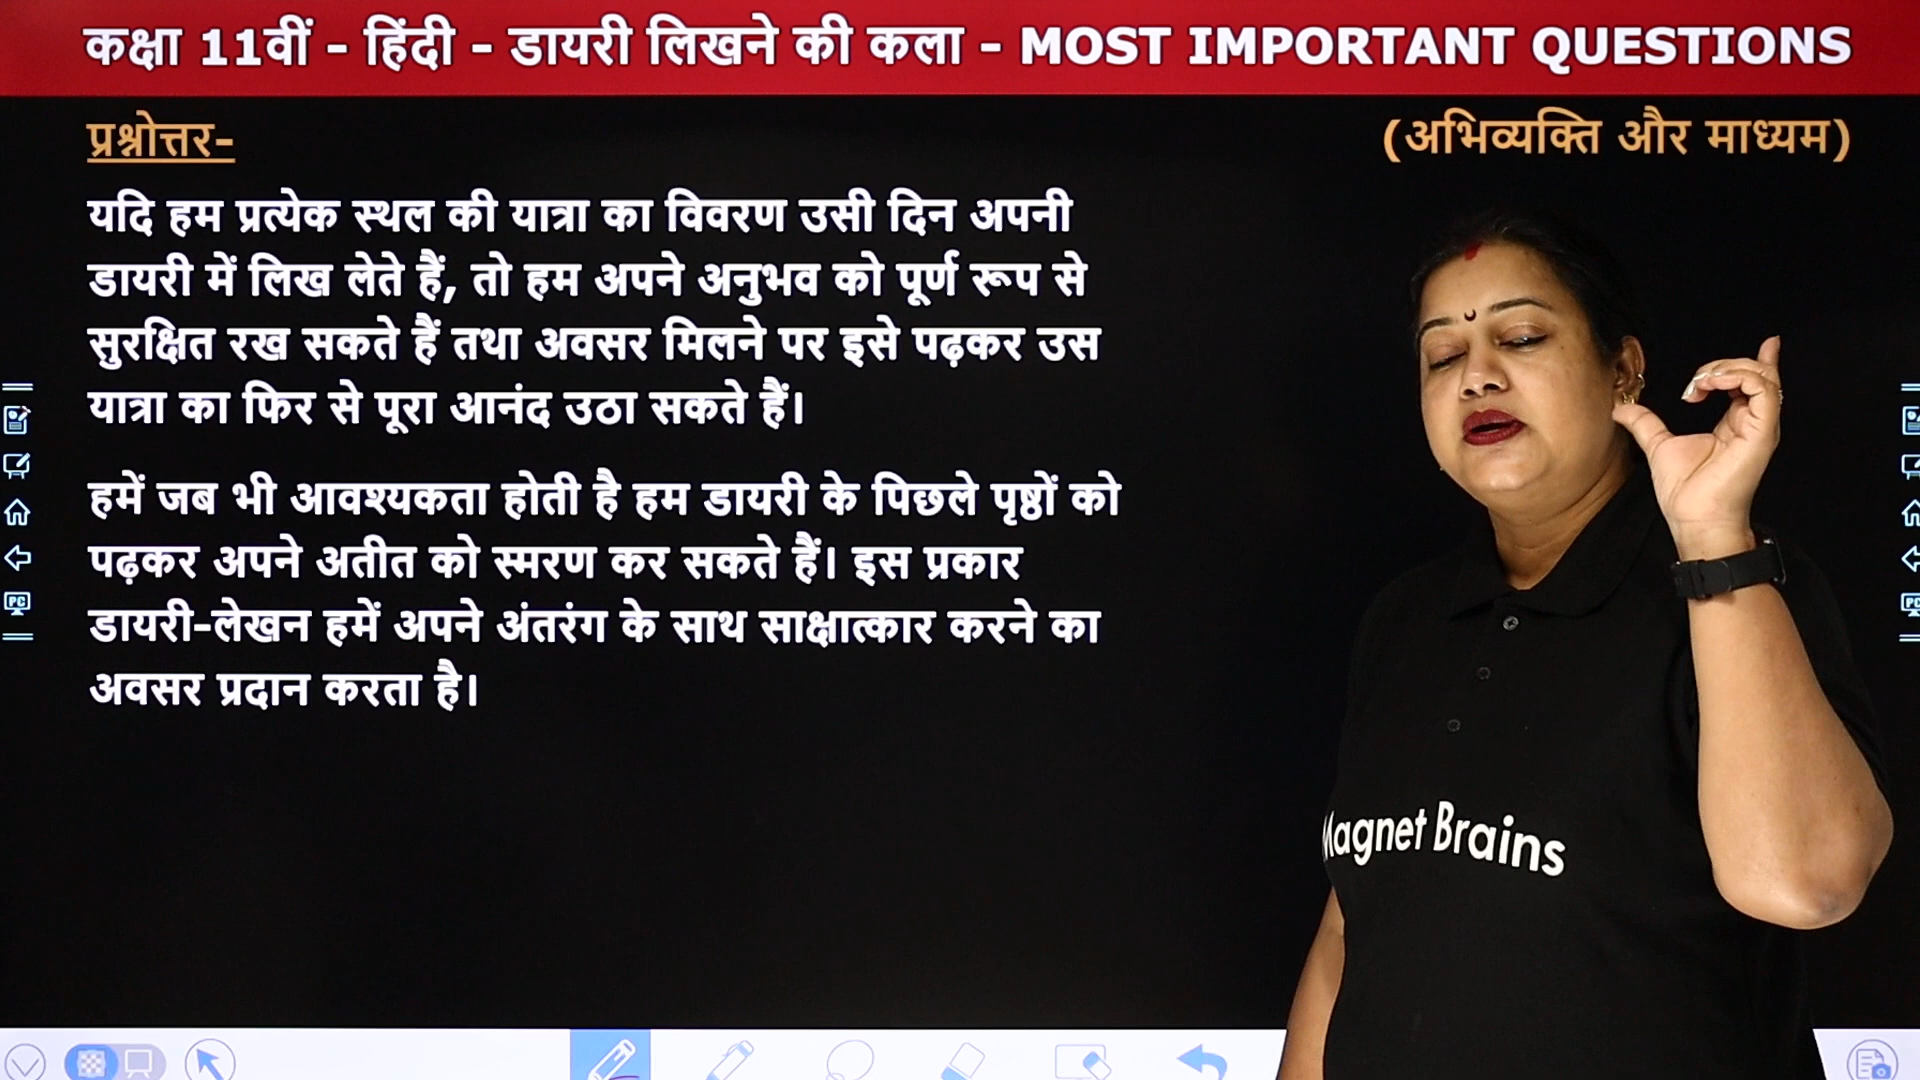 कक्षा 11वीं - हिंदी - डायरी लिखने की कला - MOST IMPORTANT QUESTIONS
प्रश्नोत्तर-
(अभिव्यक्ति और माध्यम)
यदि हम प्रत्येक स्थल की यात्रा का विवरण उसी दिन अपनी
डायरी में लिख लेते हैं, तो हम अपने अनुभव को पूर्ण रूप से
सुरक्षित रख सकते हैं तथा अवसर मिलने पर इसे पढ़कर उस
यात्रा का फिर से पूरा आनंद उठा सकते हैं।
हमें जब भी आवश्यकता होती है हम डायरी के पिछले पृष्ठों को
पढ़कर अपने अतीत को स्मरण कर सकते हैं। इस प्रकार
डायरी-लेखन हमें अपने अंतरंग के साथ साक्षात्कार करने का
अवसर प्रदान करता है।
Magnet Brains
PC